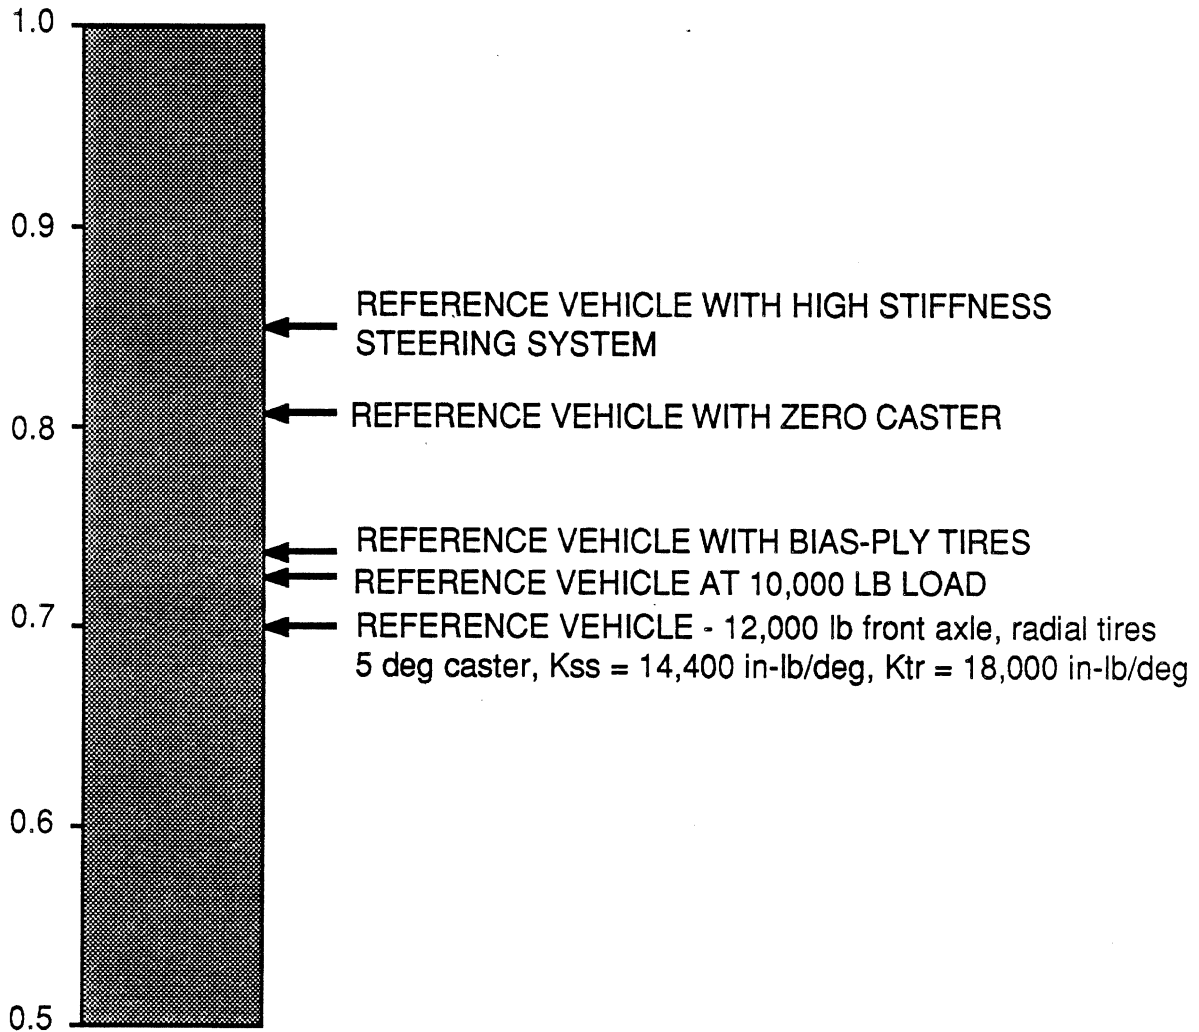 1.0
0.9
REFERENCE VEHICLE WITH HIGH STIFFNESS
STEERING SYSTEM
REFERENCE VEHICLE WITH ZERO CASTER
0.8
REFERENCE VEHICLE WITH BIAS-PLY TIRES
REFERENCE VEHICLE AT 10,000 LB LOAD
0.7
REFERENCE VEHICLE - 12,000 lb front axle, radial tires
5 deg caster, Kss = 14,400 in-lb/deg, Ktr = 18,000 in-lb/deg
0.6
0.5